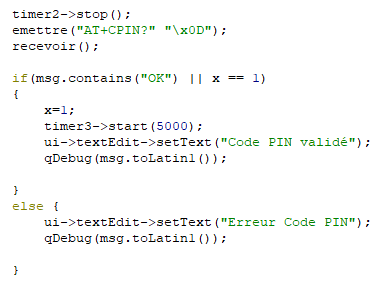 timer2->stop();
emettre("AT+CPIN?" "\x0D");
recevoir();
if(msg.contains("OK") || x == 1)
{
x=1;
timer3->start(5000);
ui->textEdit->setText("Code PIN validé");
qDebug(msg.toLatin1());
}
else {
ui->textEdit->setText("Erreur Code PIN");
qDebug(msg.toLatin1());
}